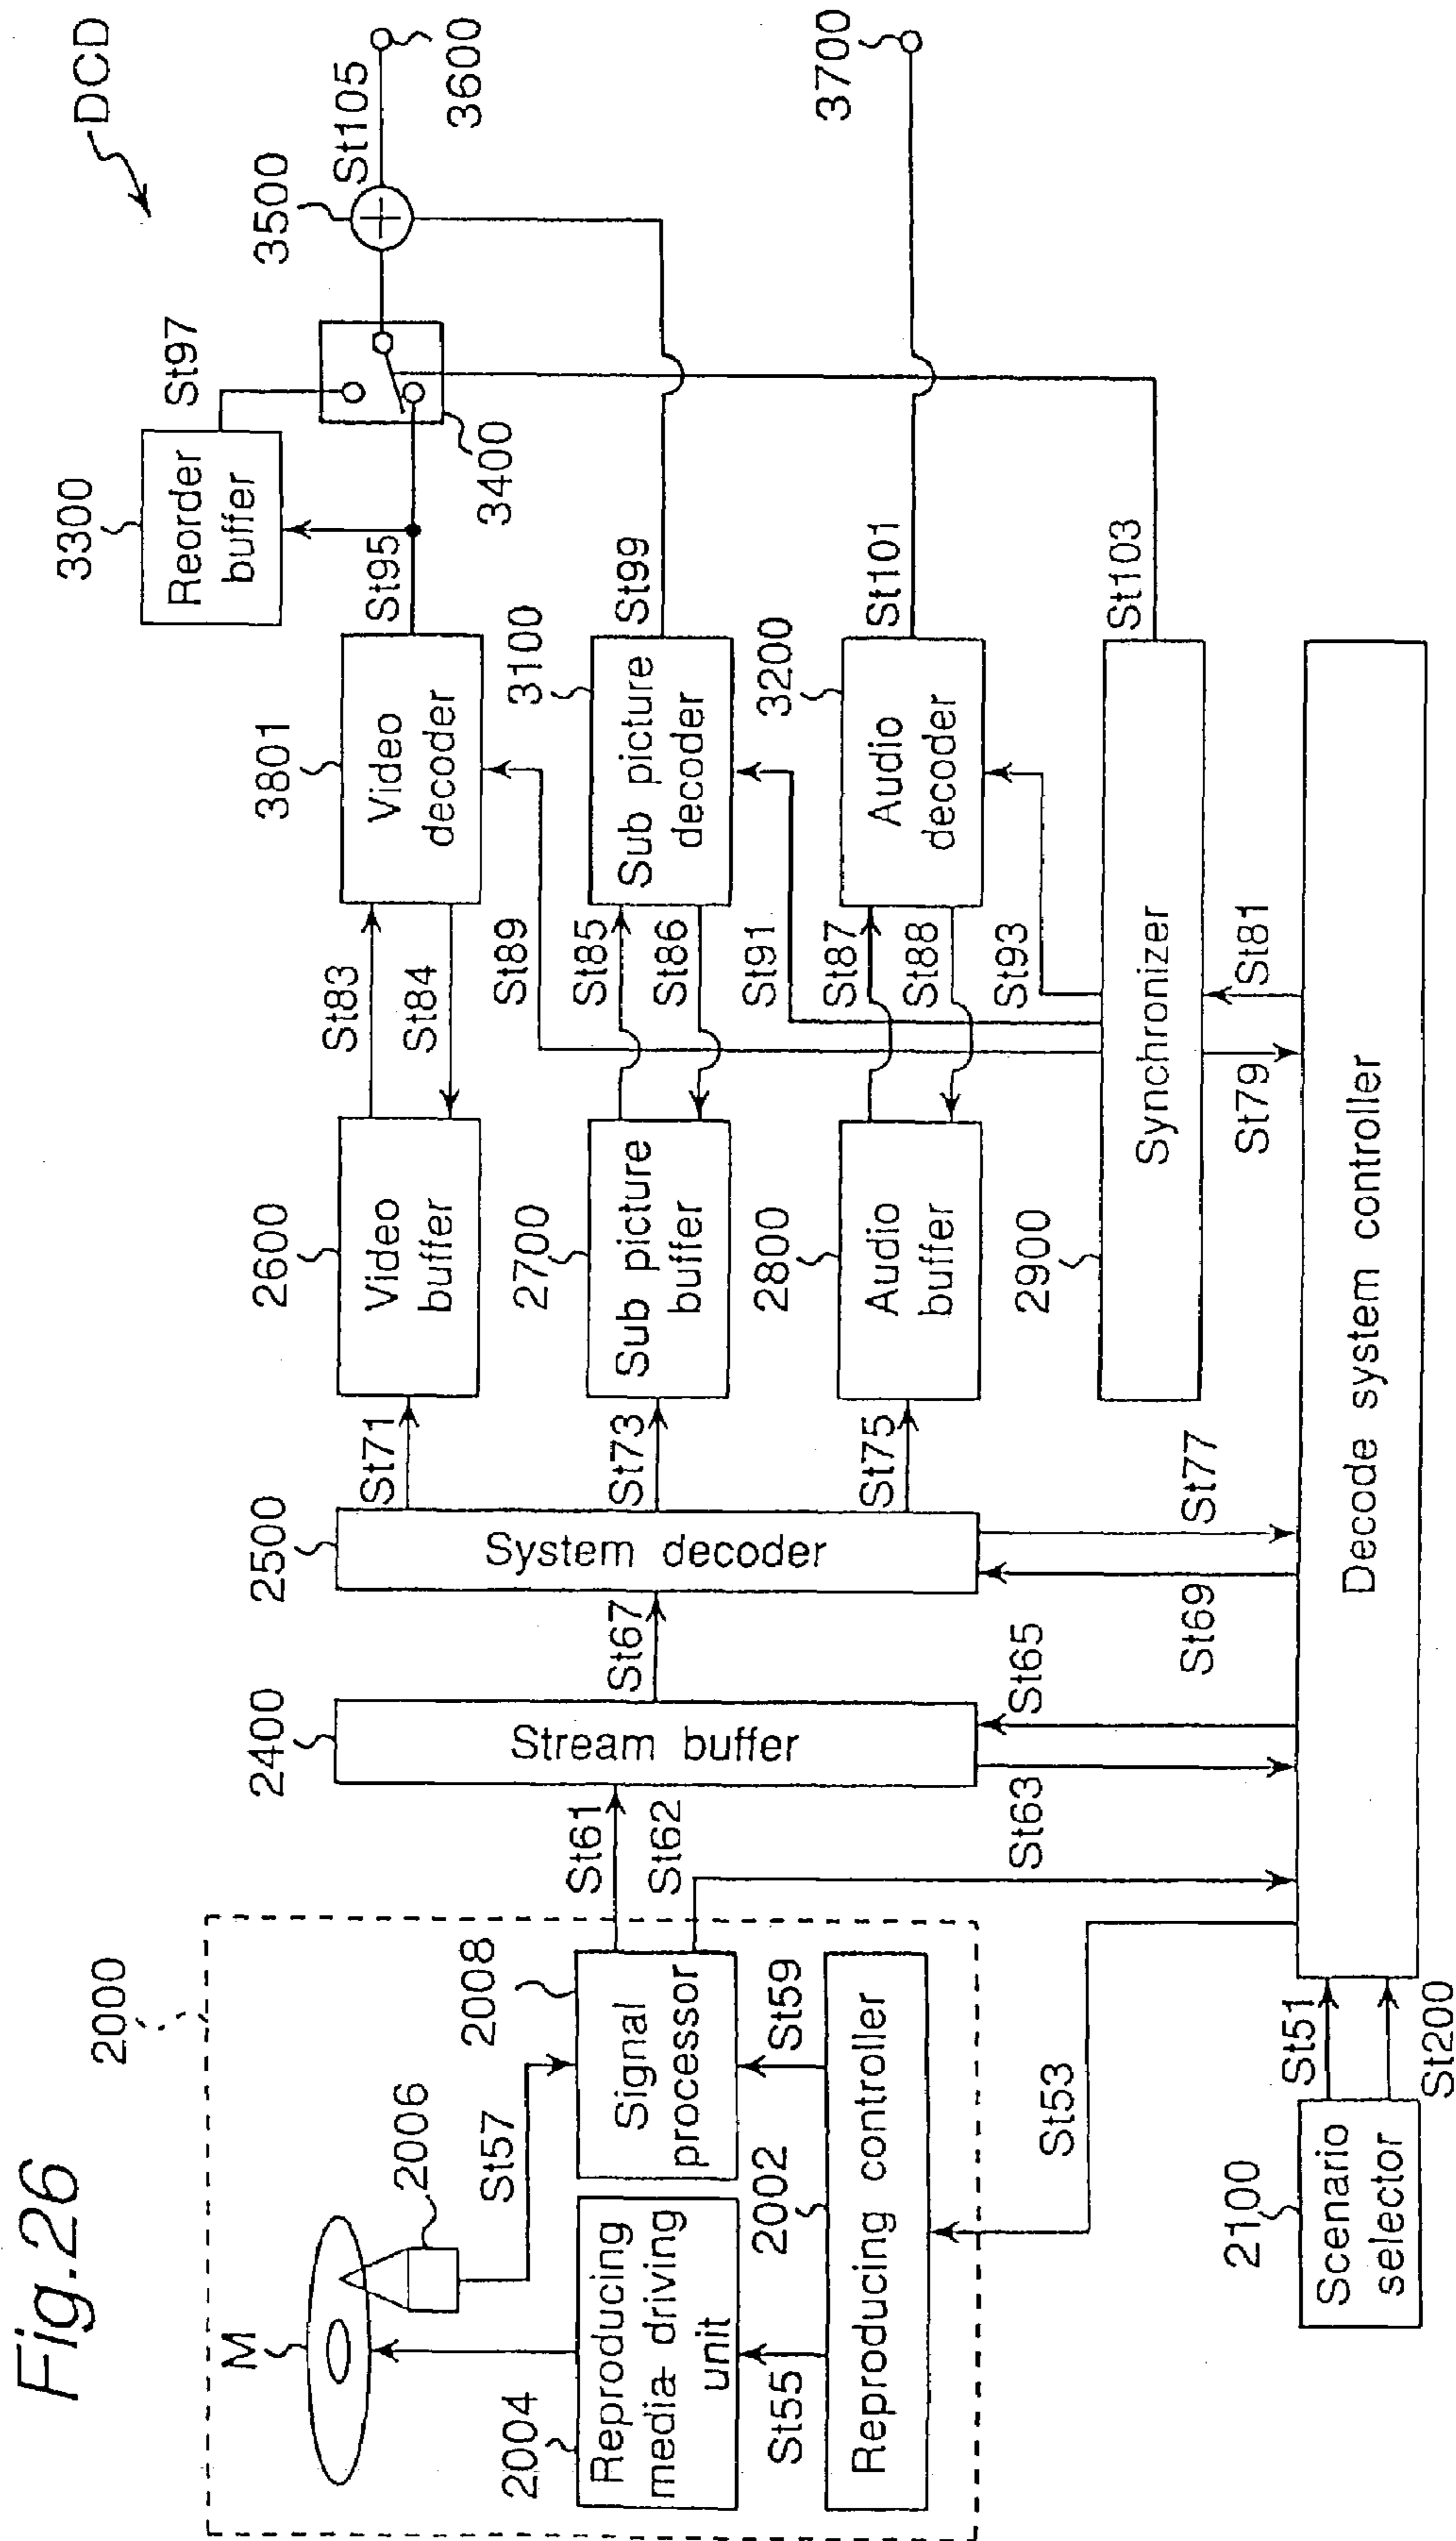 Fig.26
DCD
2000
M
2006
2004
Reproducing
media driving
unit
St57
2008
Signal
processor
St55
2002
St59
Reproducing controller
St53
2100
Scenario
selector
St51
St200
St61
St62
2400
Stream buffer
St63
St65
St67
2500
System decoder
St69
St77
St71
St73
St75
2600
Video
buffer
2700
Sub picture
buffer
2800
Audio
buffer
2900
Synchronizer
St79
St81
Decode system controller
St83
St84
St89
St85
St86
St91
St87
St88
St93
3801
Video
decoder
3100
Sub picture
decoder
3200
Audio
decoder
St95
St99
St101
St103
3300
Reorder
buffer
St97
3400
3500
St105
3600
3700